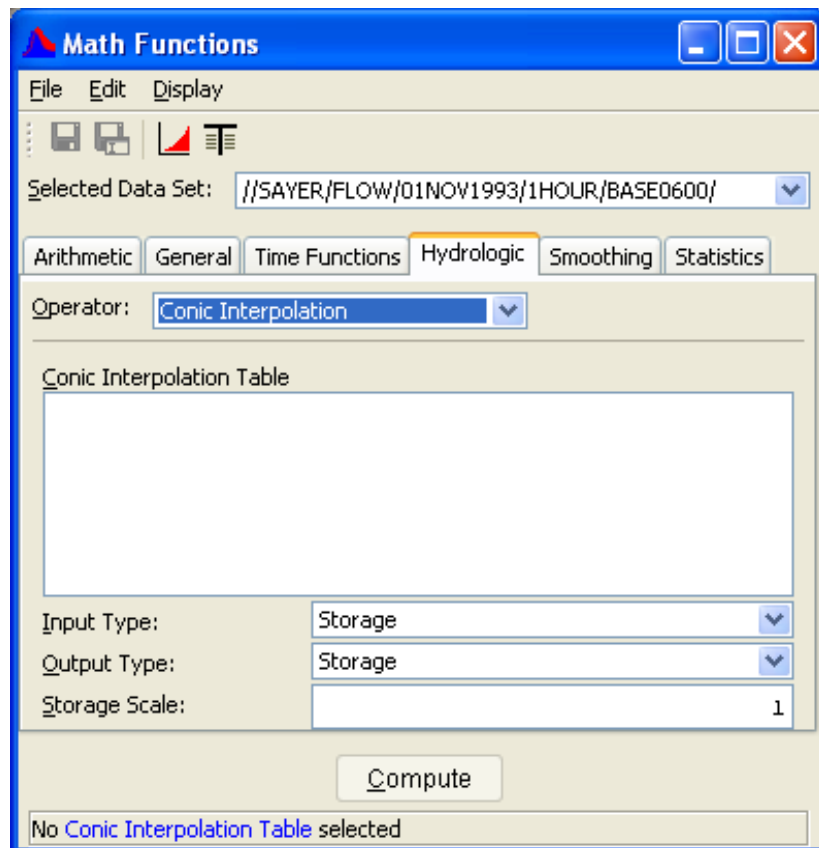 Math Functions
File Edit Display
Selected Data Set: //SAYER/FLOW/01NOV1993/1HOUR/BASE0600/
Arithmetic General Time Functions Hydrologic Smoothing Statistics
Operator: Conic Interpolation
Conic Interpolation Table
Input Type: Storage
Output Type: Storage
Storage Scale: 1
Compute
No Conic Interpolation Table selected